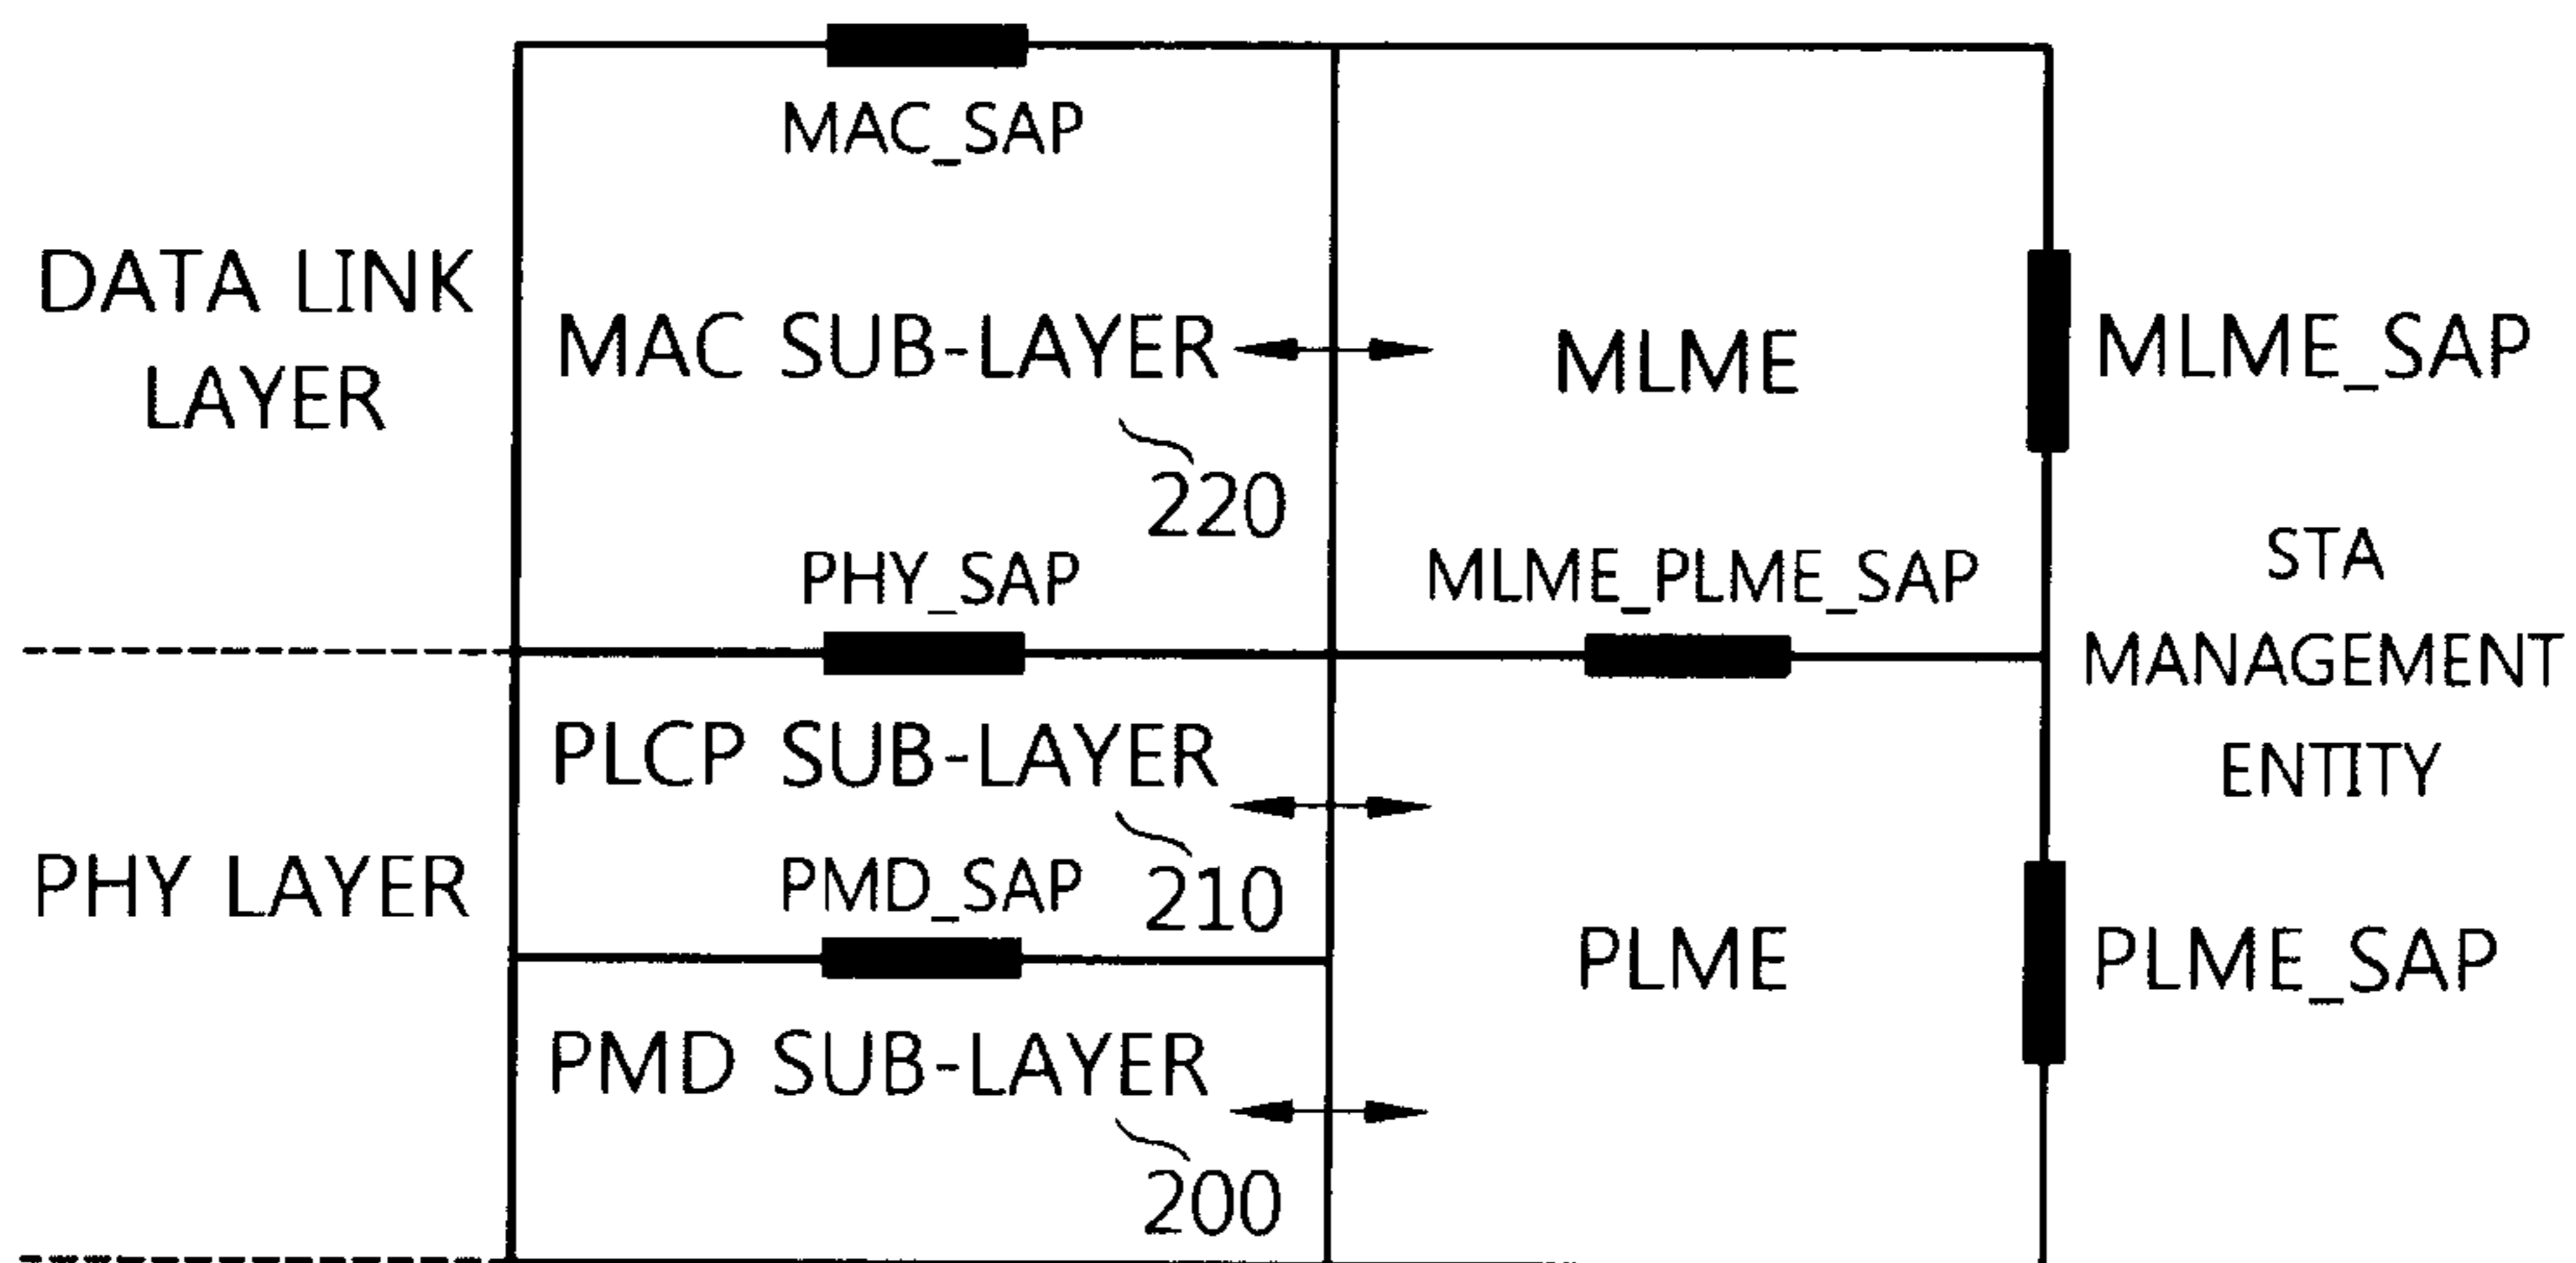 MAC_SAP
DATA LINK
LAYER
MAC SUB-LAYER
MLME
MLME_SAP
220
PHY_SAP
MLME_PLME_SAP
STA
MANAGEMENT
ENTITY
PLCP SUB-LAYER
210
PHY LAYER
PMD_SAP
PLME
PLME_SAP
PMD SUB-LAYER
200